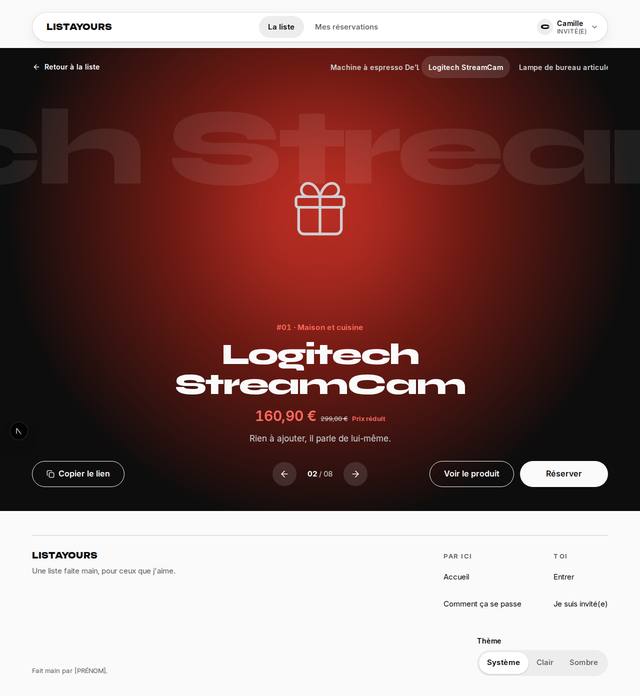 LISTAYOURS
La liste
Mes réservations
Camille
INVITÉ(E)
Retour à la liste
Machine à espresso De'L
Logitech StreamCam
Lampe de bureau articul
ch Strear
#01 · Maison et cuisine
Logitech
StreamCam
160,90 € 299,00 € Prix réduit
Rien à ajouter, il parle de lui-même.
N
Copier le lien
02 / 08
Voir le produit
Réserver
LISTAYOURS
Une liste faite main, pour ceux que j'aime.
PAR ICI
Accueil
Comment ça se passe
TOI
Entrer
Je suis invité(e)
Thème
Système
Clair
Sombre
Fait main par [PRÉNOM].